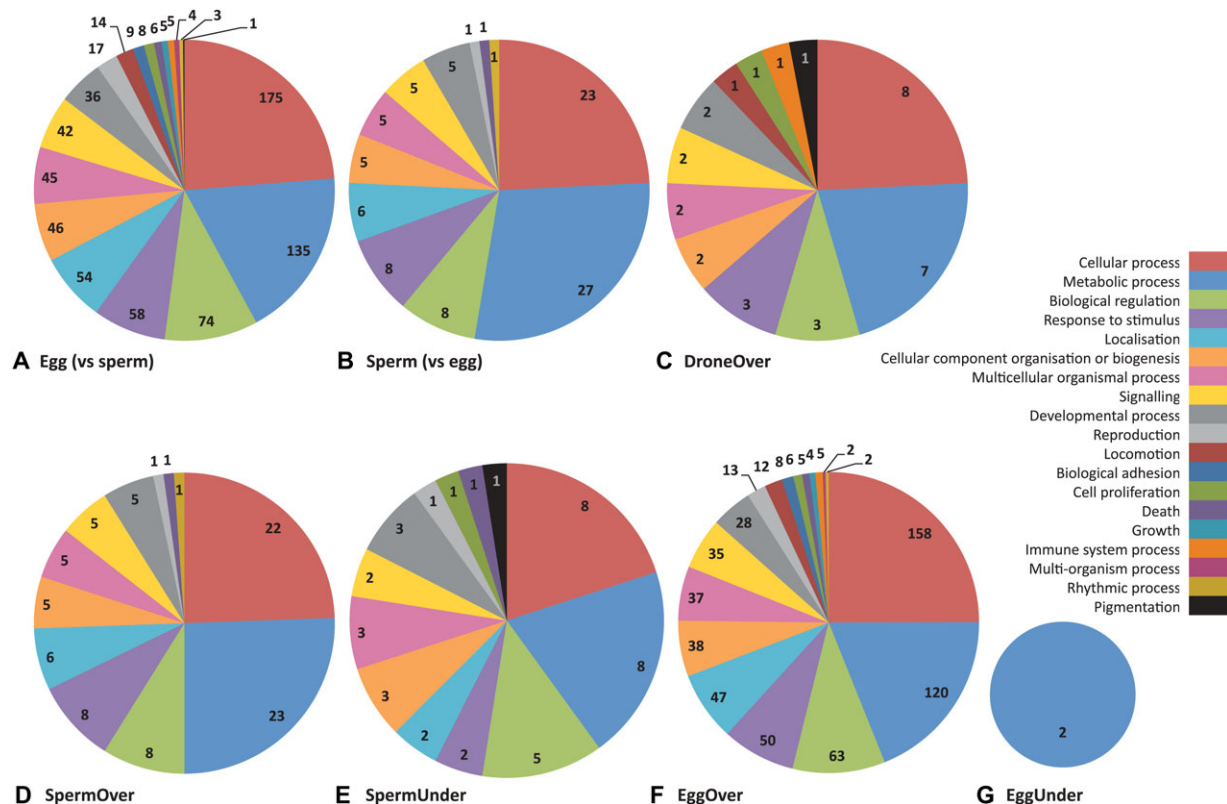 14 9 8 6 5 5 4 3 1
17
36
42
45
46
54
58
74
135
175
A Egg (vs sperm)
1 1 1
5
5
5
5
6
8
8
27
23
B Sperm (vs egg)
1 1 1 1
2
2
2
2
3
3
7
8
C DroneOver
Cellular process
Metabolic process
Biological regulation
Response to stimulus
Localisation
Cellular component organisation or biogenesis
Multicellular organismal process
Signalling
Developmental process
Reproduction
Locomotion
Biological adhesion
Cell proliferation
Death
Growth
Immune system process
Multi-organism process
Rhythmic process
Pigmentation
1 1 1
5
5
5
5
6
8
8
23
22
D SpermOver
1 1 1 1
3
2
3
3
2
2
5
8
8
E SpermUnder
13 12 8 6 5 4 5 2 2
28
35
37
38
47
50
63
120
158
F EggOver
2
G EggUnder